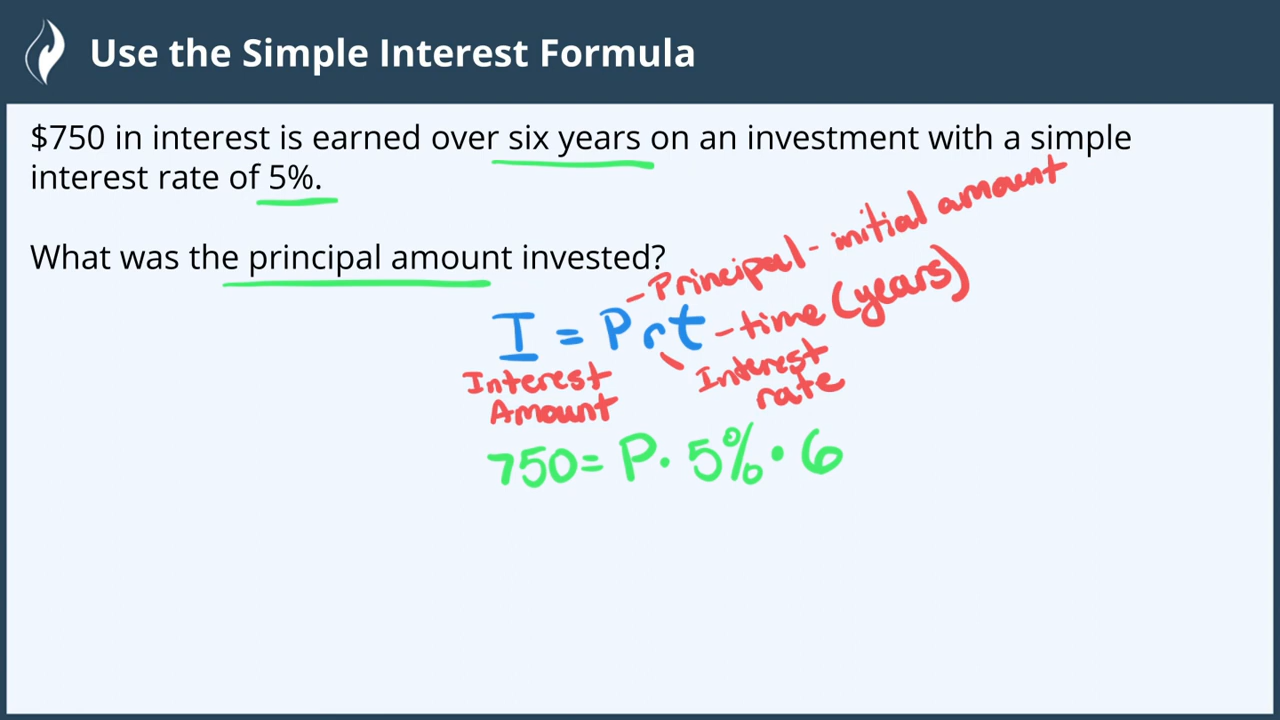 Use the Simple Interest Formula
$750 in interest is earned over six years on an investment with a simple
interest rate of 5%.
What was the principal amount invested?
- Principal - initial amount
I = Prt - time (years)
Interest
Amount
Interest
rate
750 = P · 5% · 6